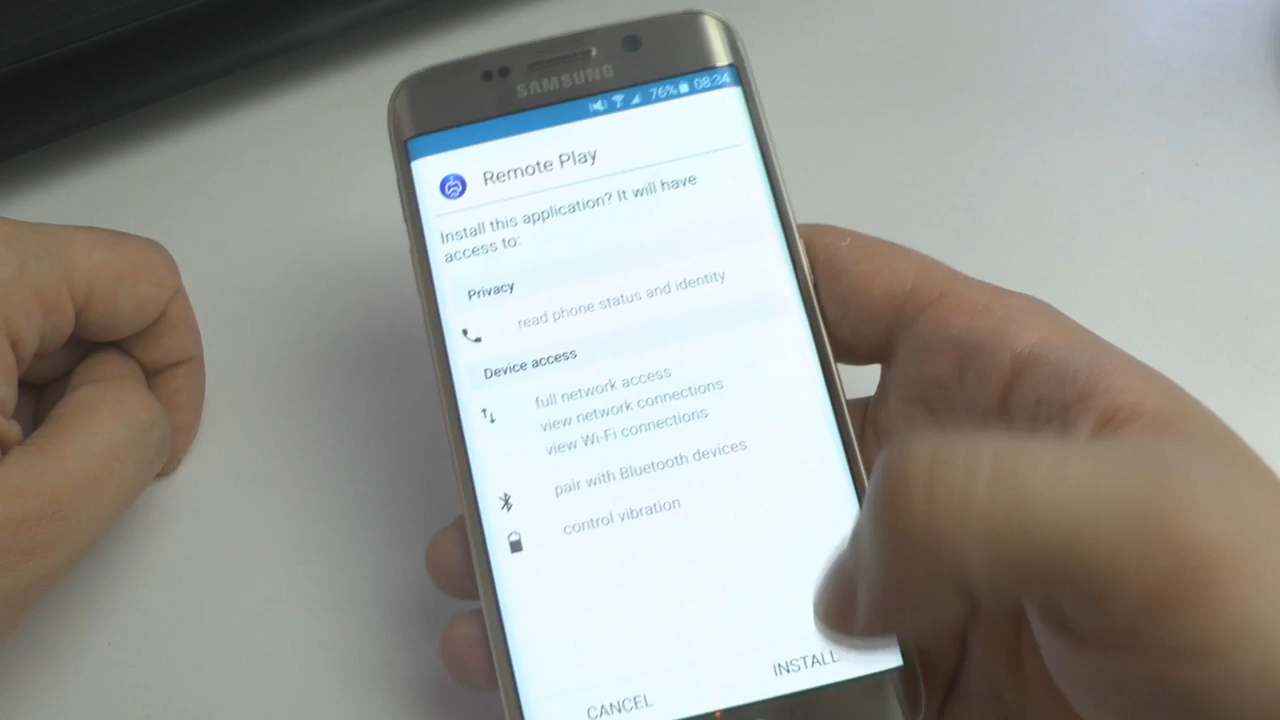 SAMSUNG
76% 08:34
Remote Play
Install this application? It will have
access to:
Privacy
read phone status and identity
Device access
full network access
view network connections
view Wi-Fi connections
pair with Bluetooth devices
control vibration
CANCEL
INSTALL